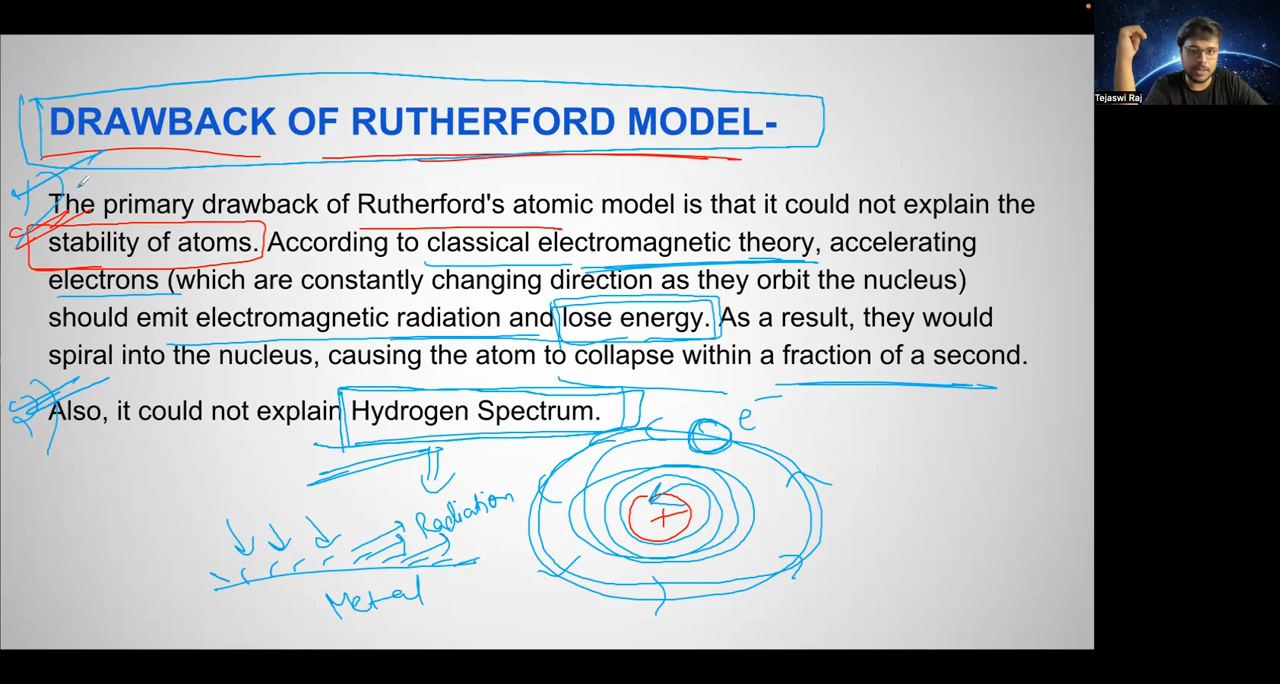 Tejaswi Raj
DRAWBACK OF RUTHERFORD MODEL-
The primary drawback of Rutherford's atomic model is that it could not explain the
stability of atoms. According to classical electromagnetic theory, accelerating
electrons (which are constantly changing direction as they orbit the nucleus)
should emit electromagnetic radiation and lose energy. As a result, they would
spiral into the nucleus, causing the atom to collapse within a fraction of a second.
Also, it could not explain Hydrogen Spectrum.
e⁻
Radiation
+
Metal